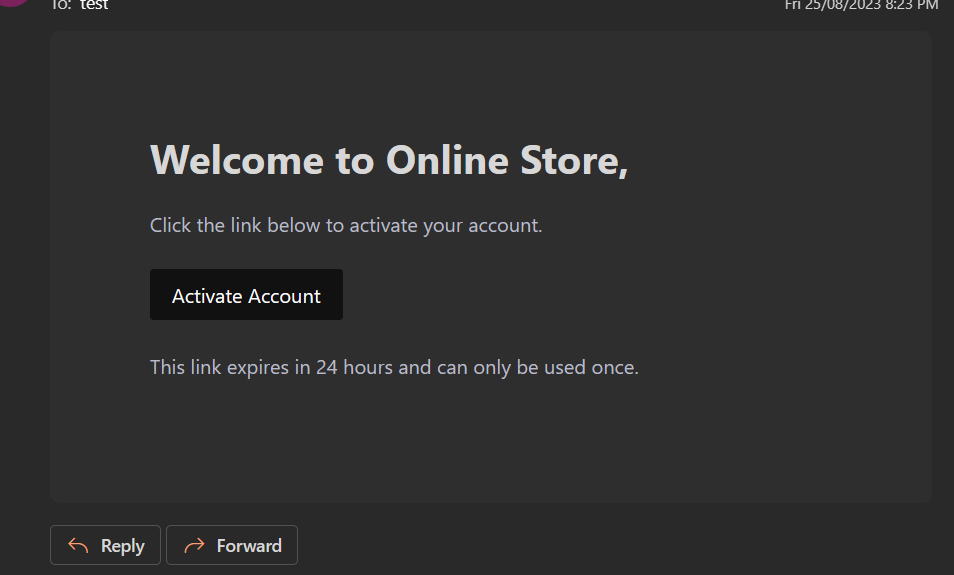 To: test
Fri 25/08/2023 8:23 PM
Welcome to Online Store,
Click the link below to activate your account.
Activate Account
This link expires in 24 hours and can only be used once.
Reply
Forward